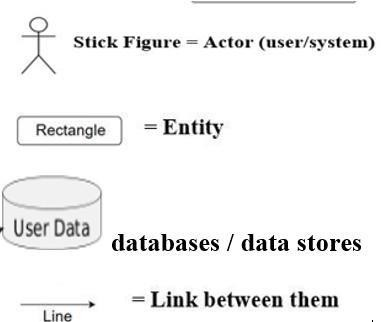 Stick Figure = Actor (user/system)
Rectangle = Entity
User Data databases / data stores
= Link between them
Line